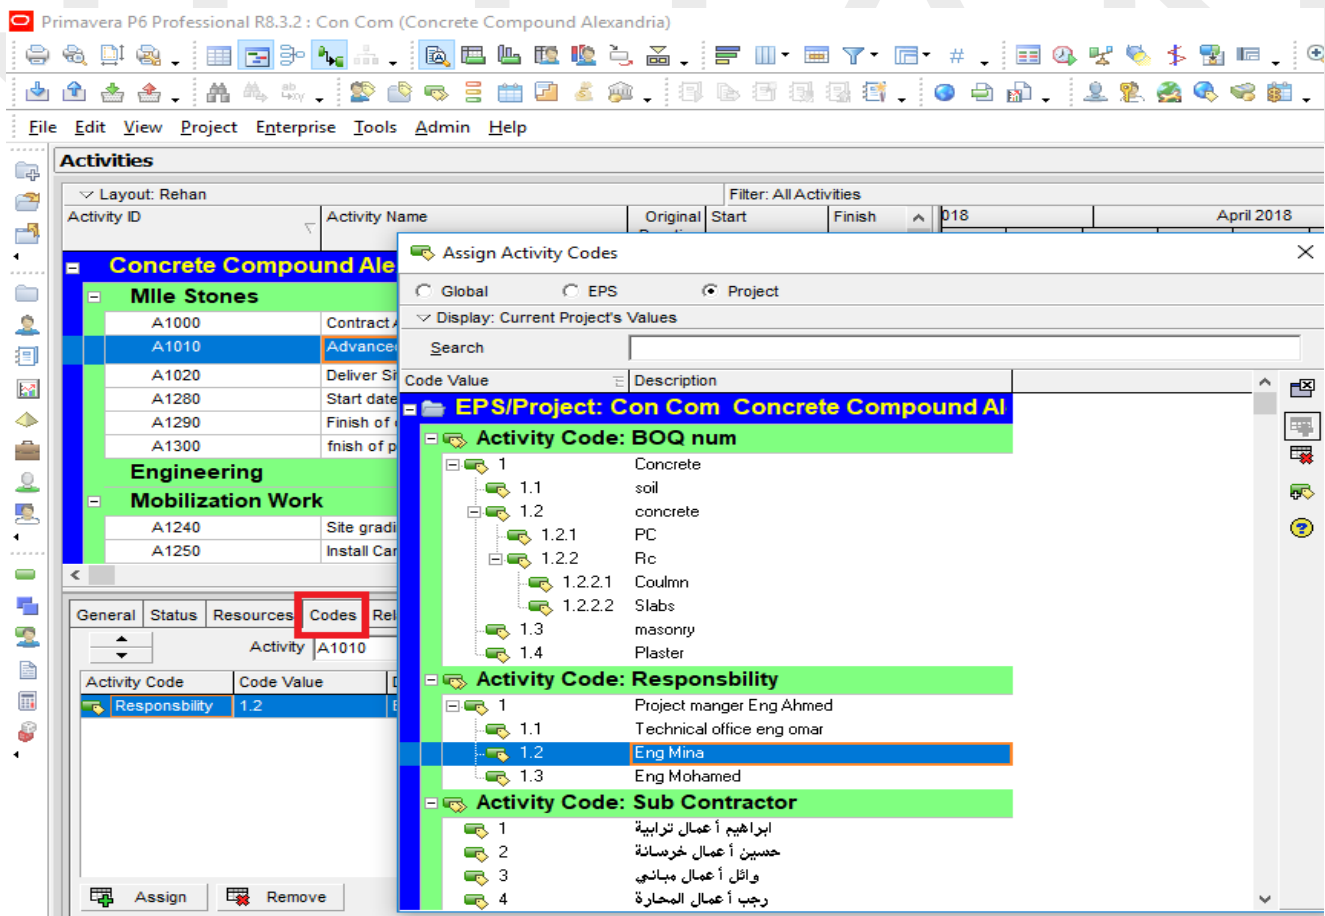 Primavera P6 Professional R8.3.2 : Con Com (Concrete Compound Alexandria)
File Edit View Project Enterprise Tools Admin Help
Activities
Layout: Rehan Filter: All Activities
Activity ID Activity Name Original Start Finish 018 April 2018
Concrete Compound Ale
MIle Stones
A1000 Contract
A1010 Advanced
A1020 Deliver
A1280 Start date
A1290 Finish of
A1300 fnish of p
Engineering
Mobilization Work
A1240 Site gradi
A1250 Install Car
General Status Resources Codes Rel
Activity A1010
Activity Code Code Value
Responsbility 1.2
Assign Remove
Assign Activity Codes
Global EPS Project
Display: Current Project's Values
Search
Code Value Description
EPS/Project: Con Com Concrete Compound Al
Activity Code: BOQ num
1 Concrete
1.1 soil
1.2 concrete
1.2.1 PC
1.2.2 Rc
1.2.2.1 Coulmn
1.2.2.2 Slabs
1.3 masonry
1.4 Plaster
Activity Code: Responsbility
1 Project manger Eng Ahmed
1.1 Technical office eng omar
1.2 Eng Mina
1.3 Eng Mohamed
Activity Code: Sub Contractor
1 ابراهيم أعمال ترابية
2 حسين أعمال خرسانة
3 وائل أعمال مباني
4 رجب أعمال المحارة